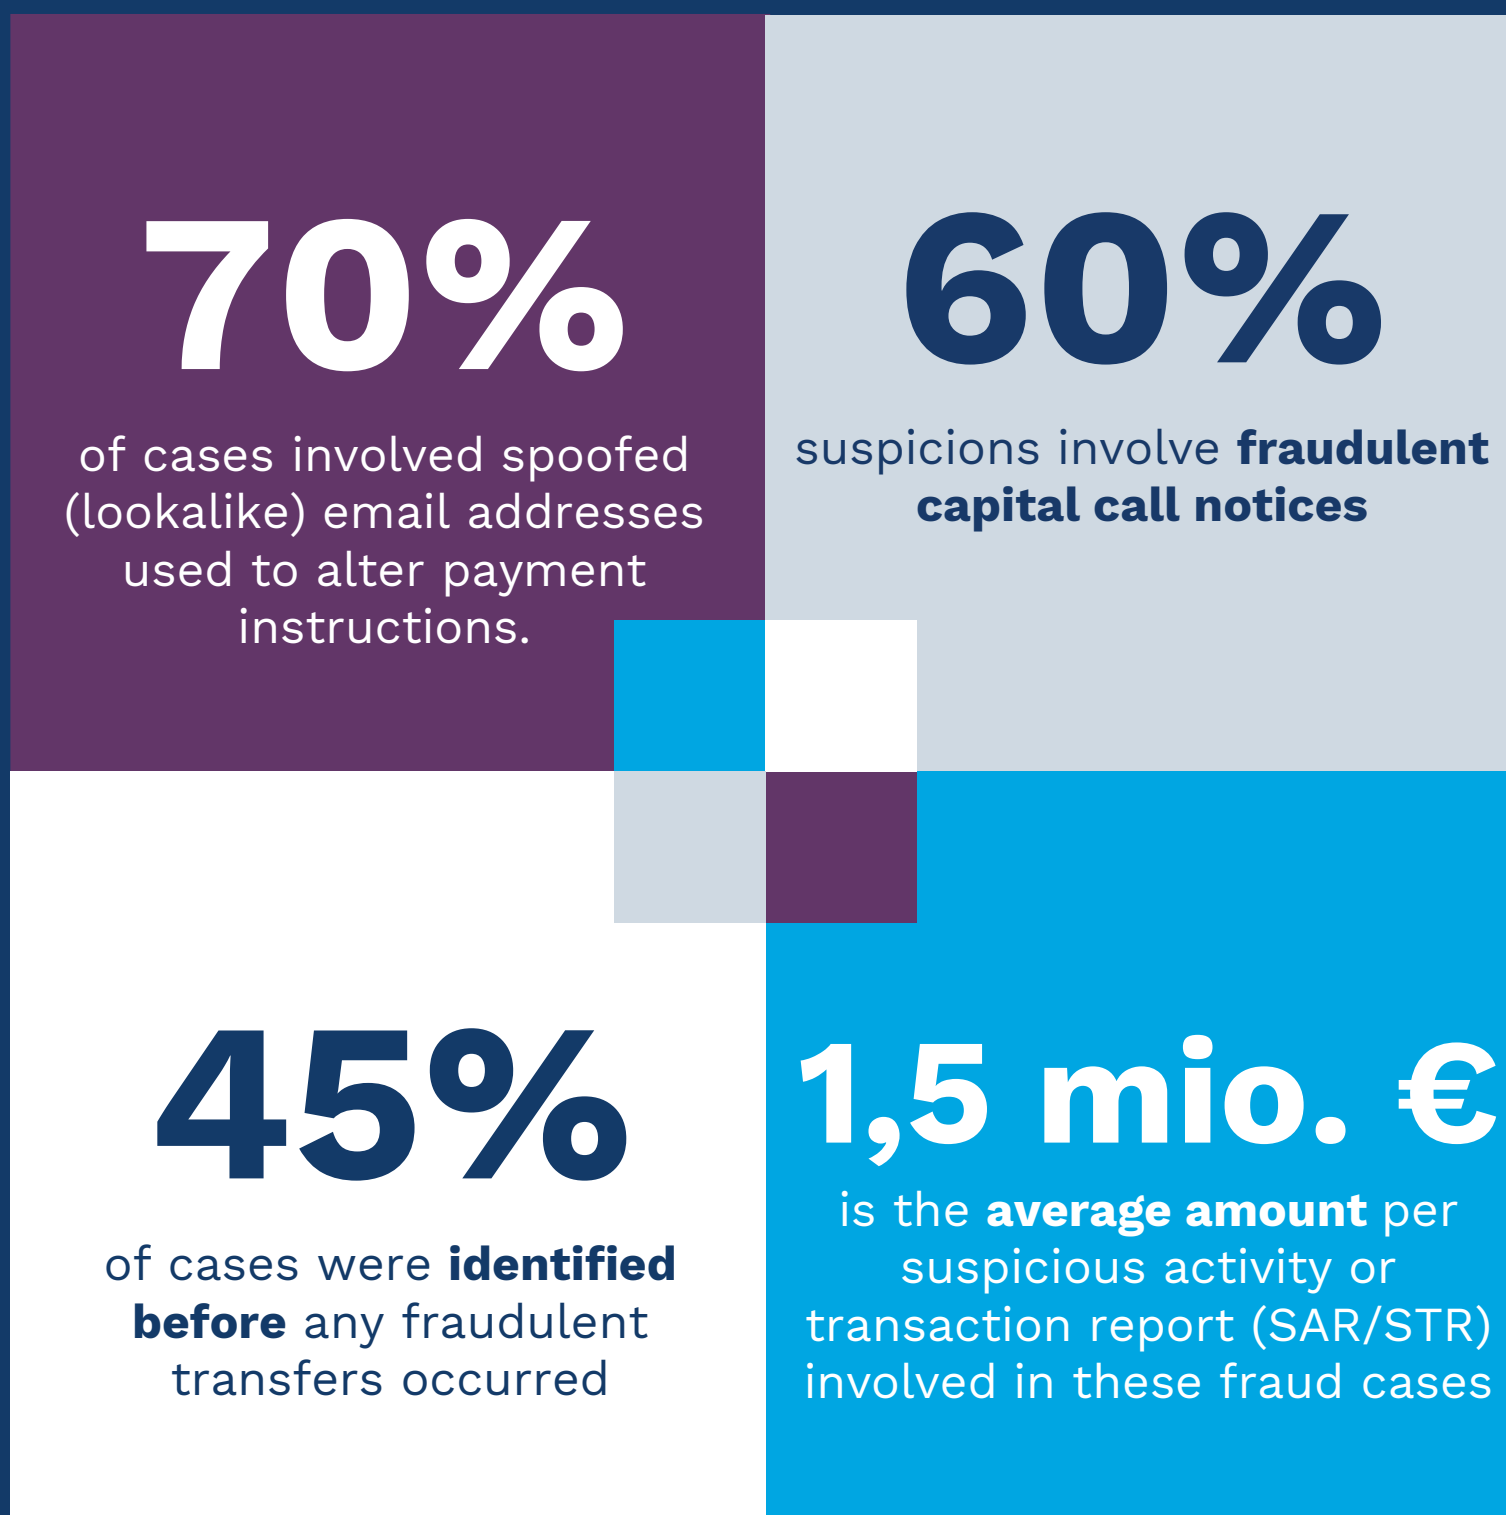 70%
of cases involved spoofed
(lookalike) email addresses
used to alter payment
instructions.
60%
suspicions involve fraudulent
capital call notices
45%
of cases were identified
before any fraudulent
transfers occurred
1,5 mio. €
is the average amount per
suspicious activity or
transaction report (SAR/STR)
involved in these fraud cases